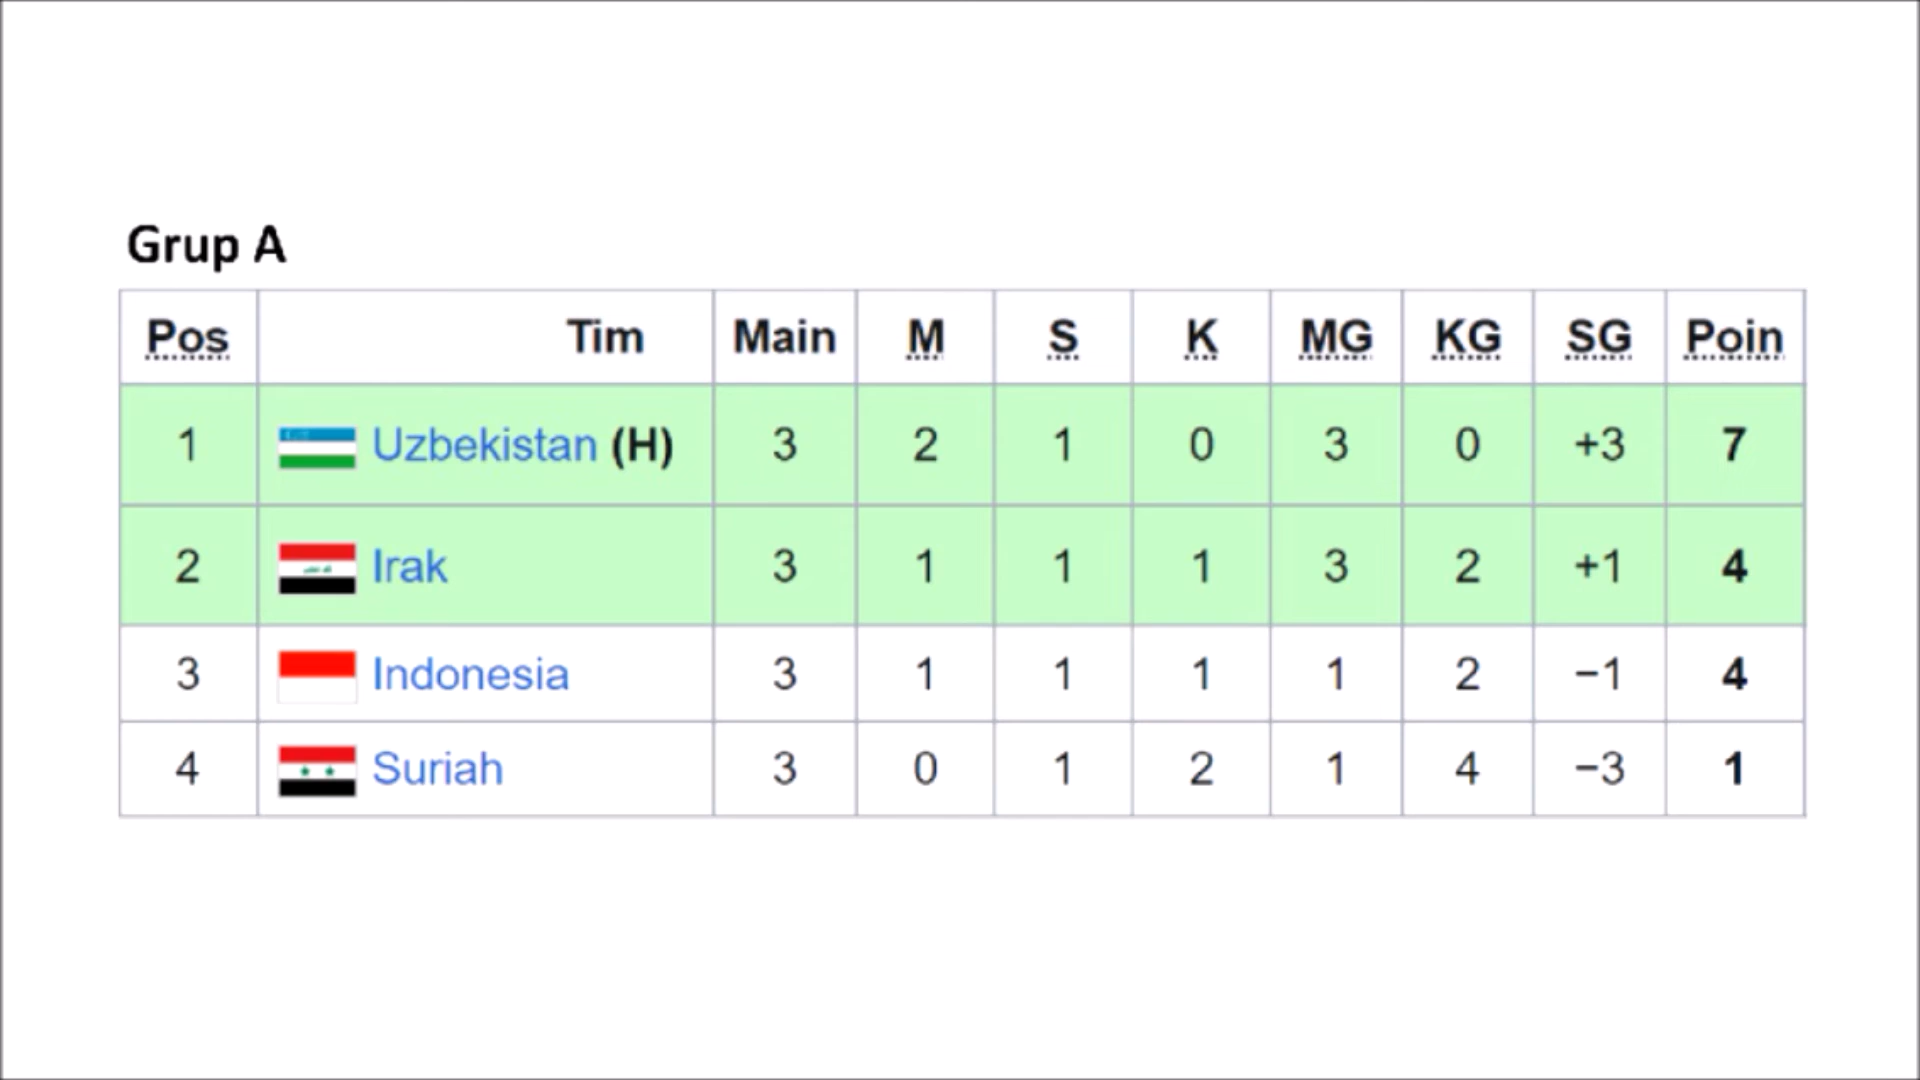 Grup A
Pos Tim Main M S K MG KG SG Poin
1 Uzbekistan (H) 3 2 1 0 3 0 +3 7
2 Irak 3 1 1 1 3 2 +1 4
3 Indonesia 3 1 1 1 1 2 −1 4
4 Suriah 3 0 1 2 1 4 −3 1